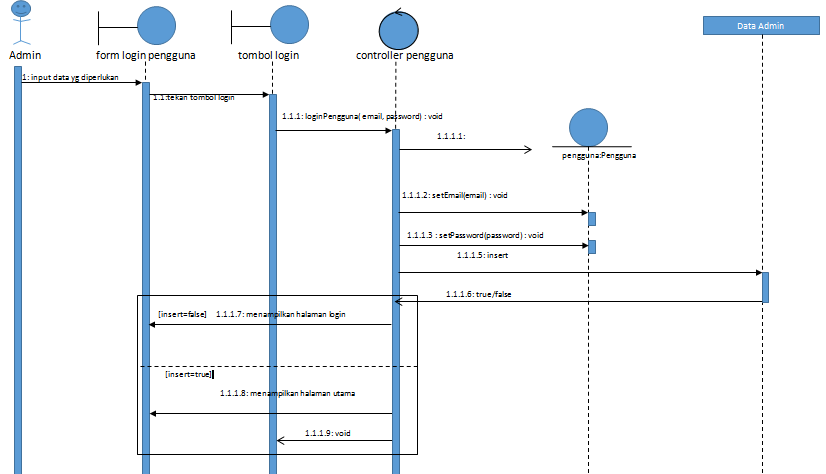 Data Admin
Admin
form login pengguna
tombol login
controller pengguna
1: input data yg diperlukan
1.1:tekan tombol login
1.1.1: loginPengguna( email, password) : void
1.1.1.1:
pengguna:Pengguna
1.1.1.2: setEmail(email) : void
1.1.1.3 : setPassword(password) : void
1.1.1.5: insert
1.1.1.6: true/false
[insert=false]
1.1.1.7: menampilkan halaman login
[insert=true]
1.1.1.8: menampilkan halaman utama
1.1.1.9: void